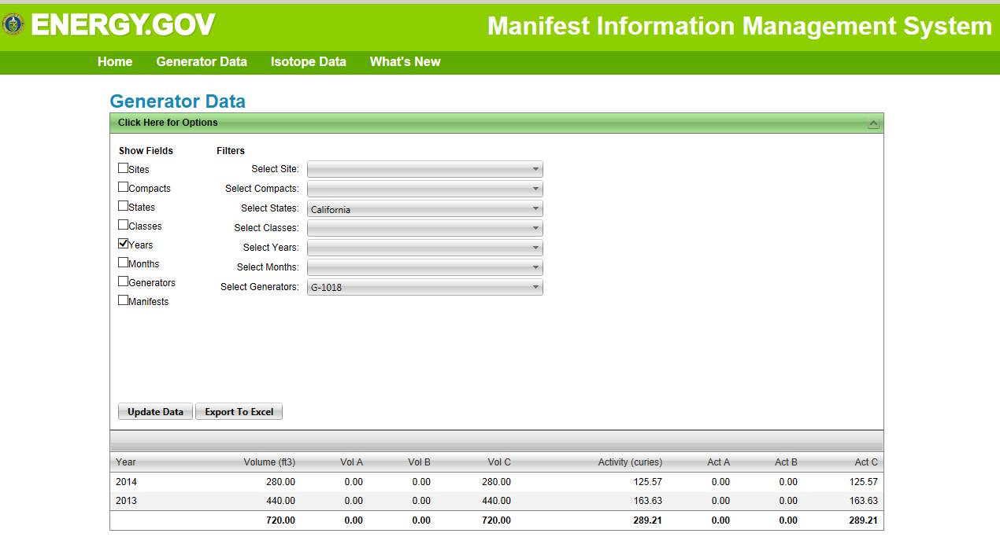 ENERGY.GOV Manifest Information Management System
Home Generator Data Isotope Data What's New
Generator Data
Click Here for Options
Show Fields Filters
Sites Select Site:
Compacts Select Compacts:
States Select States: California
Classes Select Classes:
Years Select Years:
Months Select Months:
Generators Select Generators: G-1018
Manifests
Update Data Export To Excel
Year Volume (ft3) Vol A Vol B Vol C Activity (curies) Act A Act B Act C
2014 280.00 0.00 0.00 280.00 125.57 0.00 0.00 125.57
2013 440.00 0.00 0.00 440.00 163.63 0.00 0.00 163.63
720.00 0.00 0.00 720.00 289.21 0.00 0.00 289.21